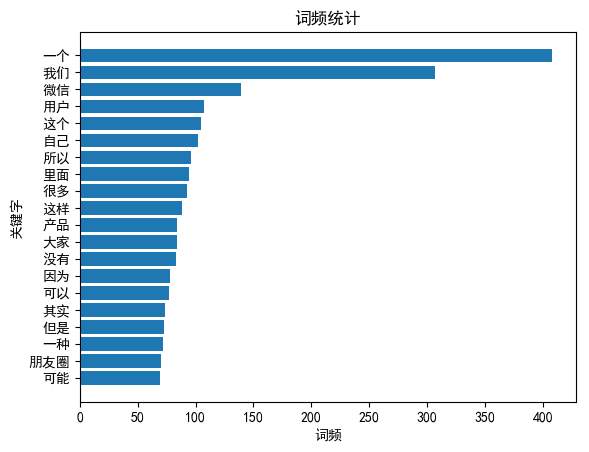 词频统计
一个
我们
微信
用户
这个
自己
所以
里面
很多
这样
产品
大家
没有
因为
可以
其实
但是
一种
朋友圈
可能
关键字
0 50 100 150 200 250 300 350 400
词频